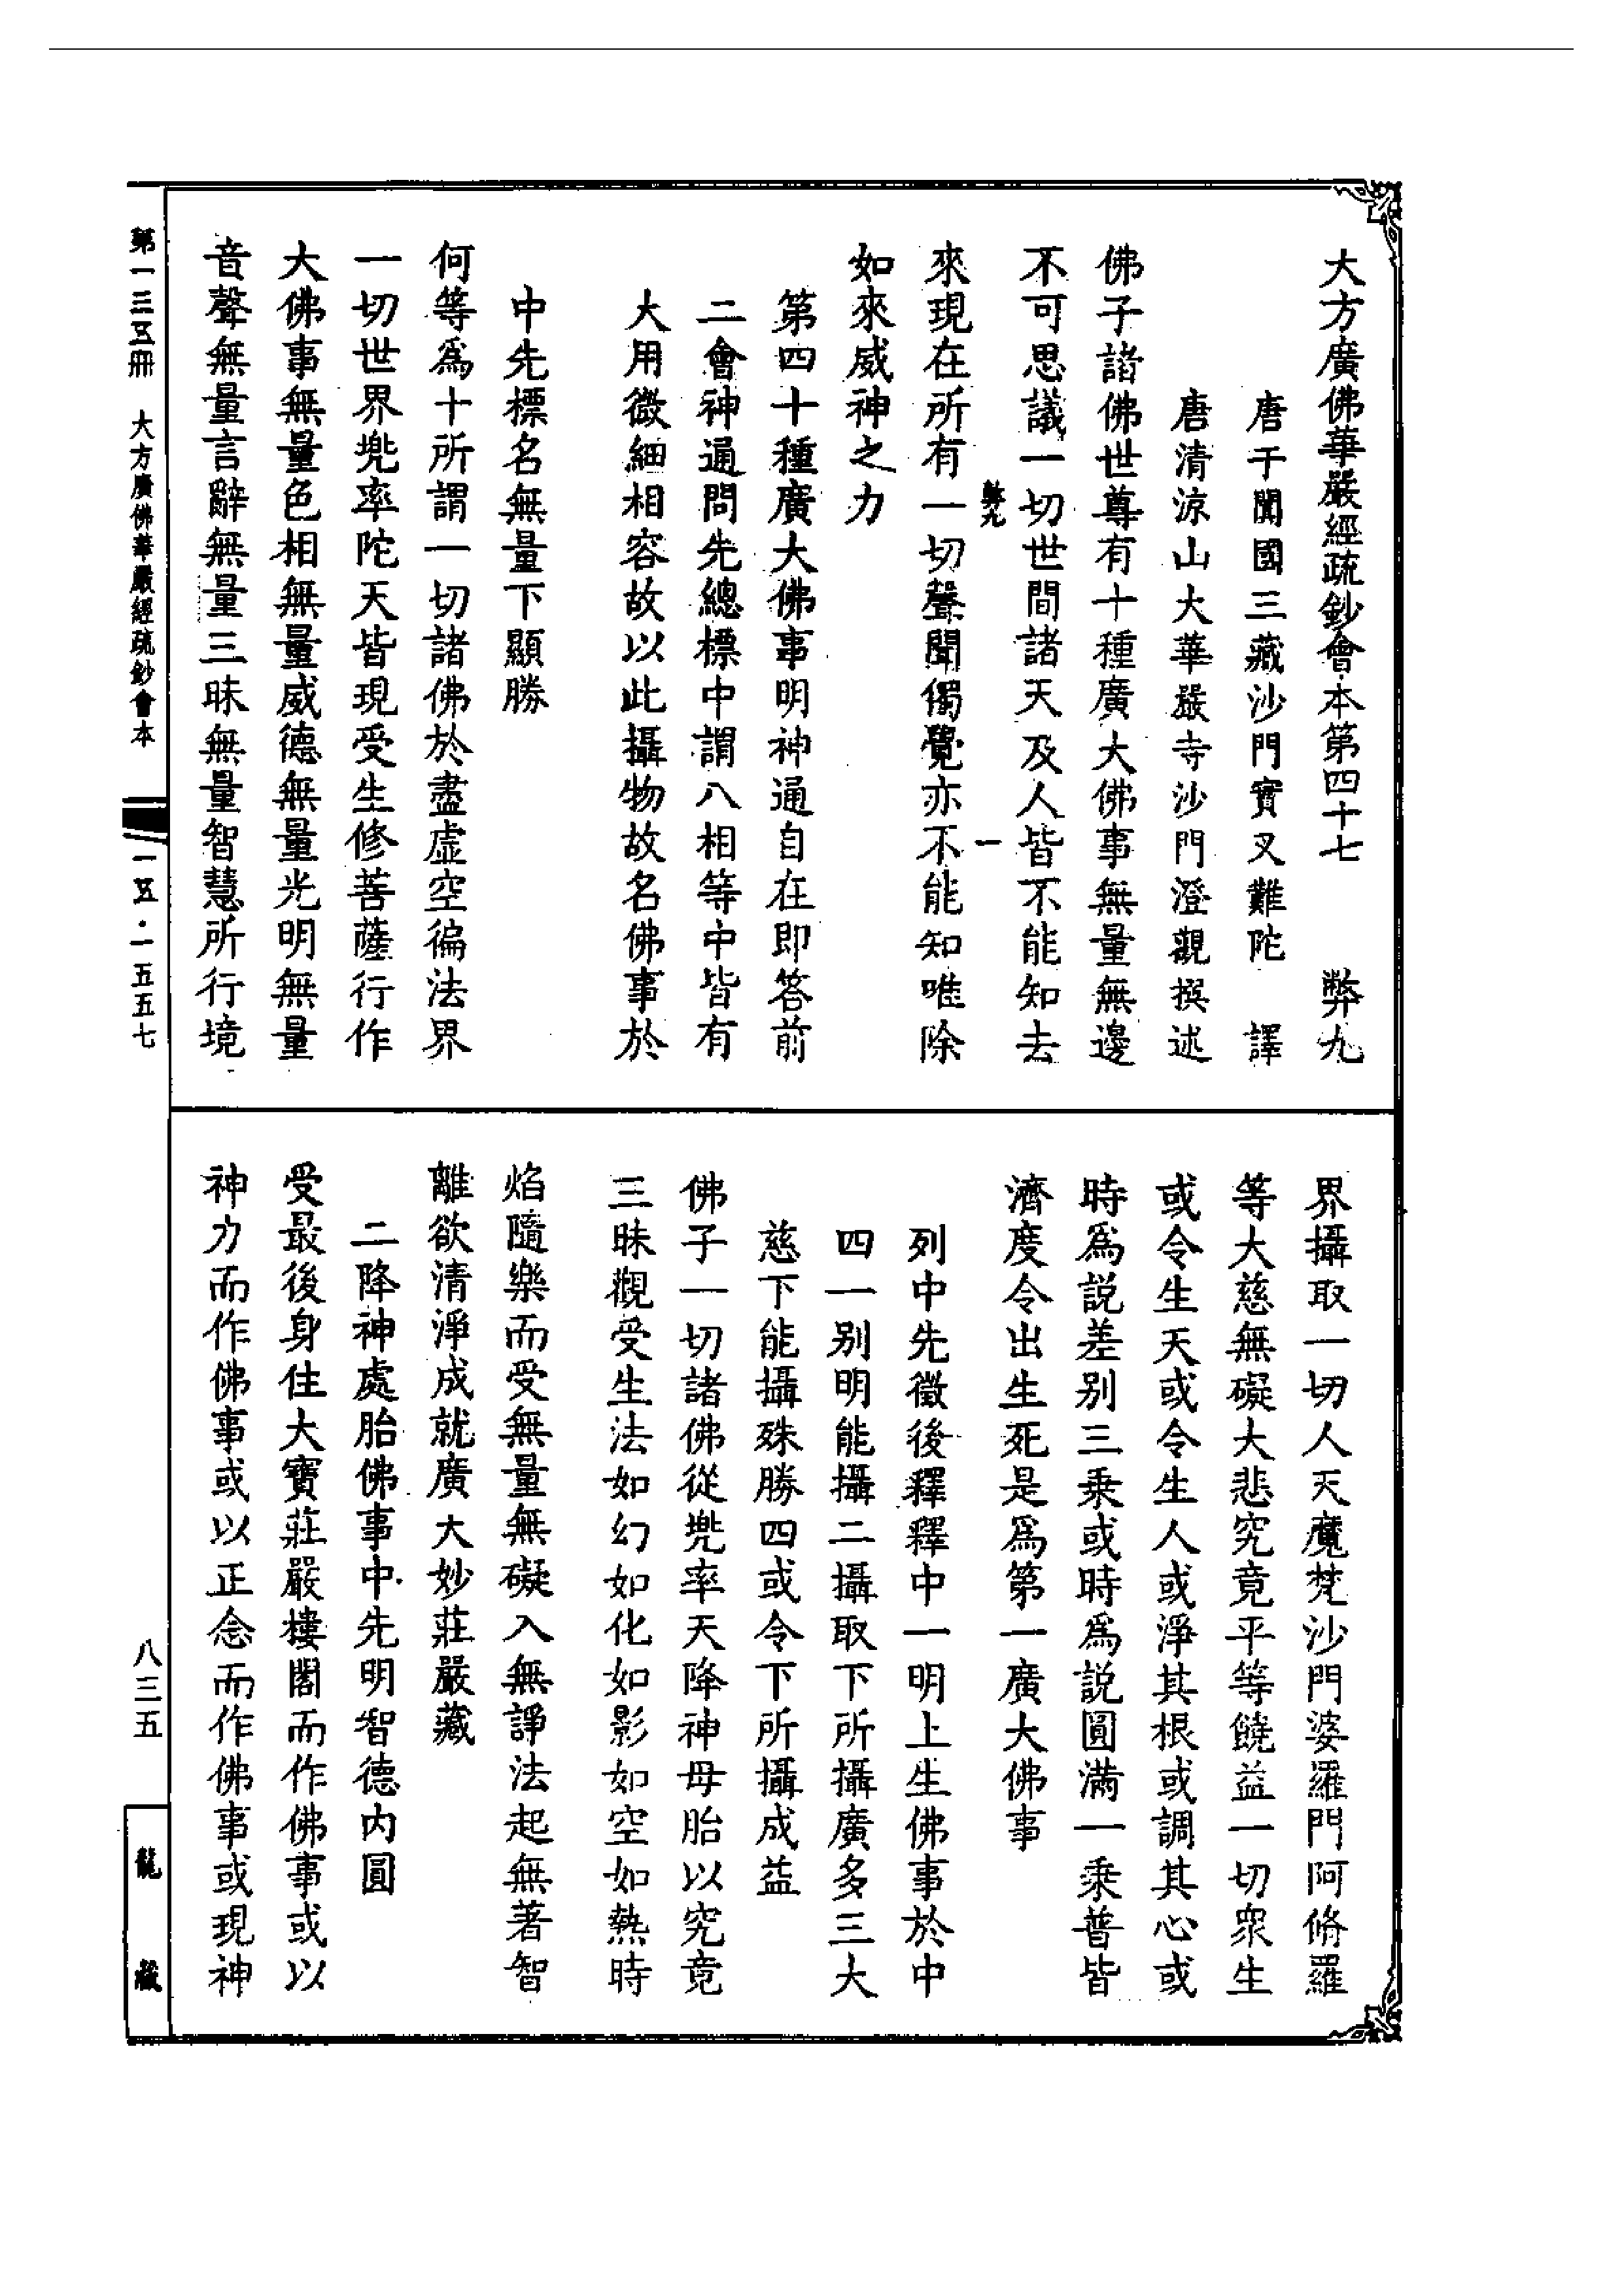 大方廣佛華嚴經疏鈔會本第四十七 弊九
唐于闐國三藏沙門實叉難陀 譯
唐清涼山大華嚴寺沙門澄觀撰述
佛子諸佛世尊有十種廣大佛事無量無邊
不可思議一切世間諸天及人皆不能知去
弊九 一
來現在所有一切聲聞獨覺亦不能知唯除
如來威神之力
第四十種廣大佛事明神通自在即答前
二會神通問先總標中謂八相等中皆有
大用微細相容故以此攝物故名佛事於
中先標名無量下顯勝
何等為十所謂一切諸佛於盡虛空徧法界
一切世界兜率陀天皆現受生修菩薩行作
大佛事無量色相無量威德無量光明無量
音聲無量言辭無量三昧無量智慧所行境
界攝取一切人天魔梵沙門婆羅門阿脩羅
等大慈無礙大悲究竟平等饒益一切眾生
或令生天或令生人或淨其根或調其心或
時為説差别三乘或時為説圓滿一乘普皆
濟度令出生死是為第一廣大佛事
列中先徵後釋釋中一明上生佛事於中
四一别明能攝二攝取下所攝廣多三大
慈下能攝殊勝四或令下所攝成益
佛子一切諸佛從兜率天降神母胎以究竟
三昧觀受生法如幻如化如影如空如熱時
焰隨樂而受無量無礙入無諍法起無著智
離欲清淨成就廣大妙莊嚴藏
二降神處胎佛事中先明智德内圓
受最後身住大寶莊嚴樓閣而作佛事或以
神力而作佛事或以正念而作佛事或現神
第一三五冊 大方廣佛華嚴經疏鈔會本
一五·一五五七
八三五
龍藏